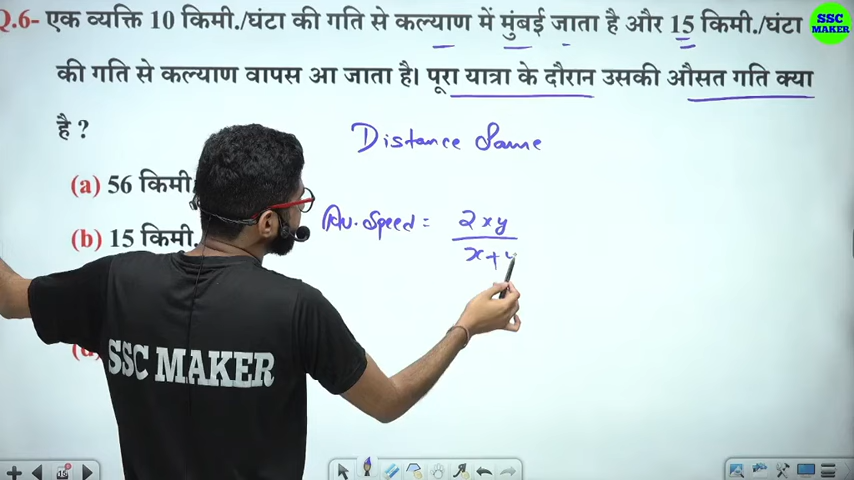 Q.6- एक व्यक्ति 10 किमी./घंटा की गति से कल्याण में मुंबई जाता है और 15 किमी./घंटा
की गति से कल्याण वापस आ जाता है। पूरा यात्रा के दौरान उसकी औसत गति क्या
है ?
Distance Same
(a) 56 किमी.
Av. Speed = 2xy
x+y
(b) 15 किमी.
(d)
SSC MAKER
SSC
MAKER